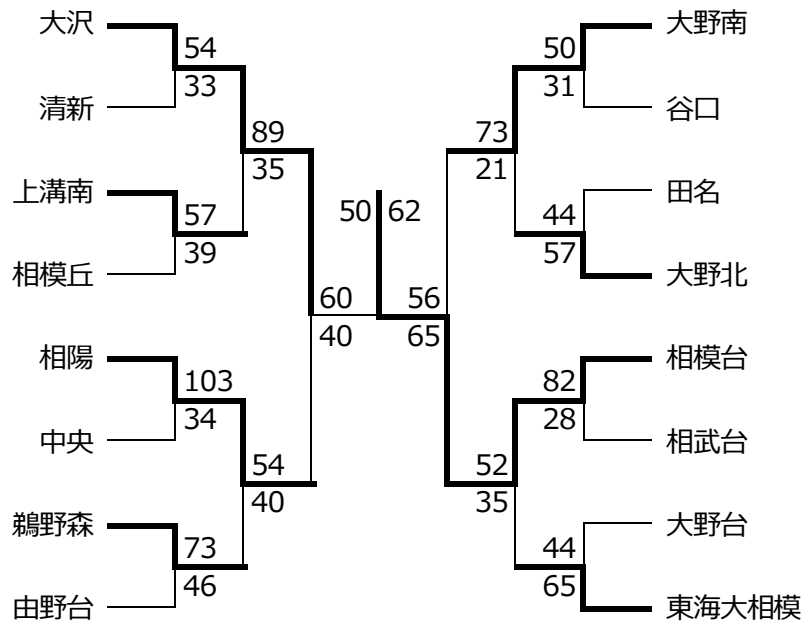 大沢
54
33
清新
89
35
上溝南
57
39
相模丘
60
40
相陽
103
34
中央
54
40
鵜野森
73
46
由野台
50 62
大野南
50
31
谷口
73
21
田名
44
57
大野北
56
65
相模台
82
28
相武台
52
35
大野台
44
65
東海大相模